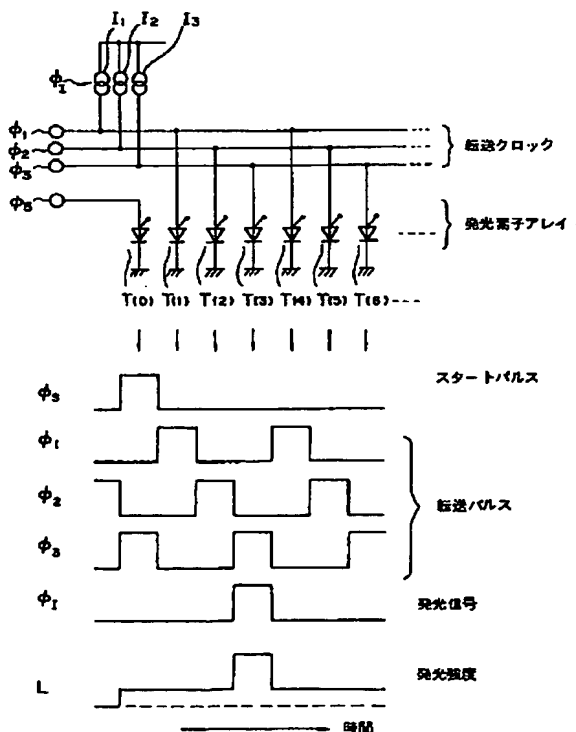 I₁ I₂ I₃
φI
φ₁
φ₂
φ₃
転送クロック
φS
発光素子アレイ
T(0) T(1) T(2) T(3) T(4) T(5) T(6)
φS スタートパルス
φ₁
φ₂
転送パルス
φ₃
φI 発光信号
L 発光強度
時間